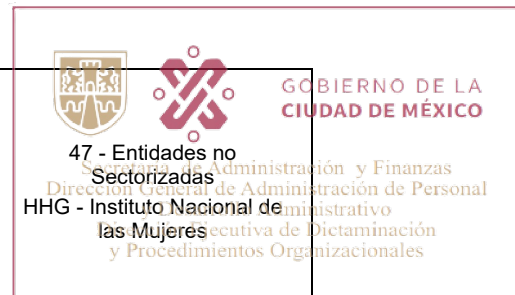 GOBIERNO DE LA
CIUDAD DE MÉXICO
47 - Entidades no
Sectorizadas
HHG - Instituto Nacional de
las Mujeres
Secretaría de Administración y Finanzas
Dirección General de Administración de Personal
y Desarrollo Administrativo
Dirección Ejecutiva de Dictaminación
y Procedimientos Organizacionales